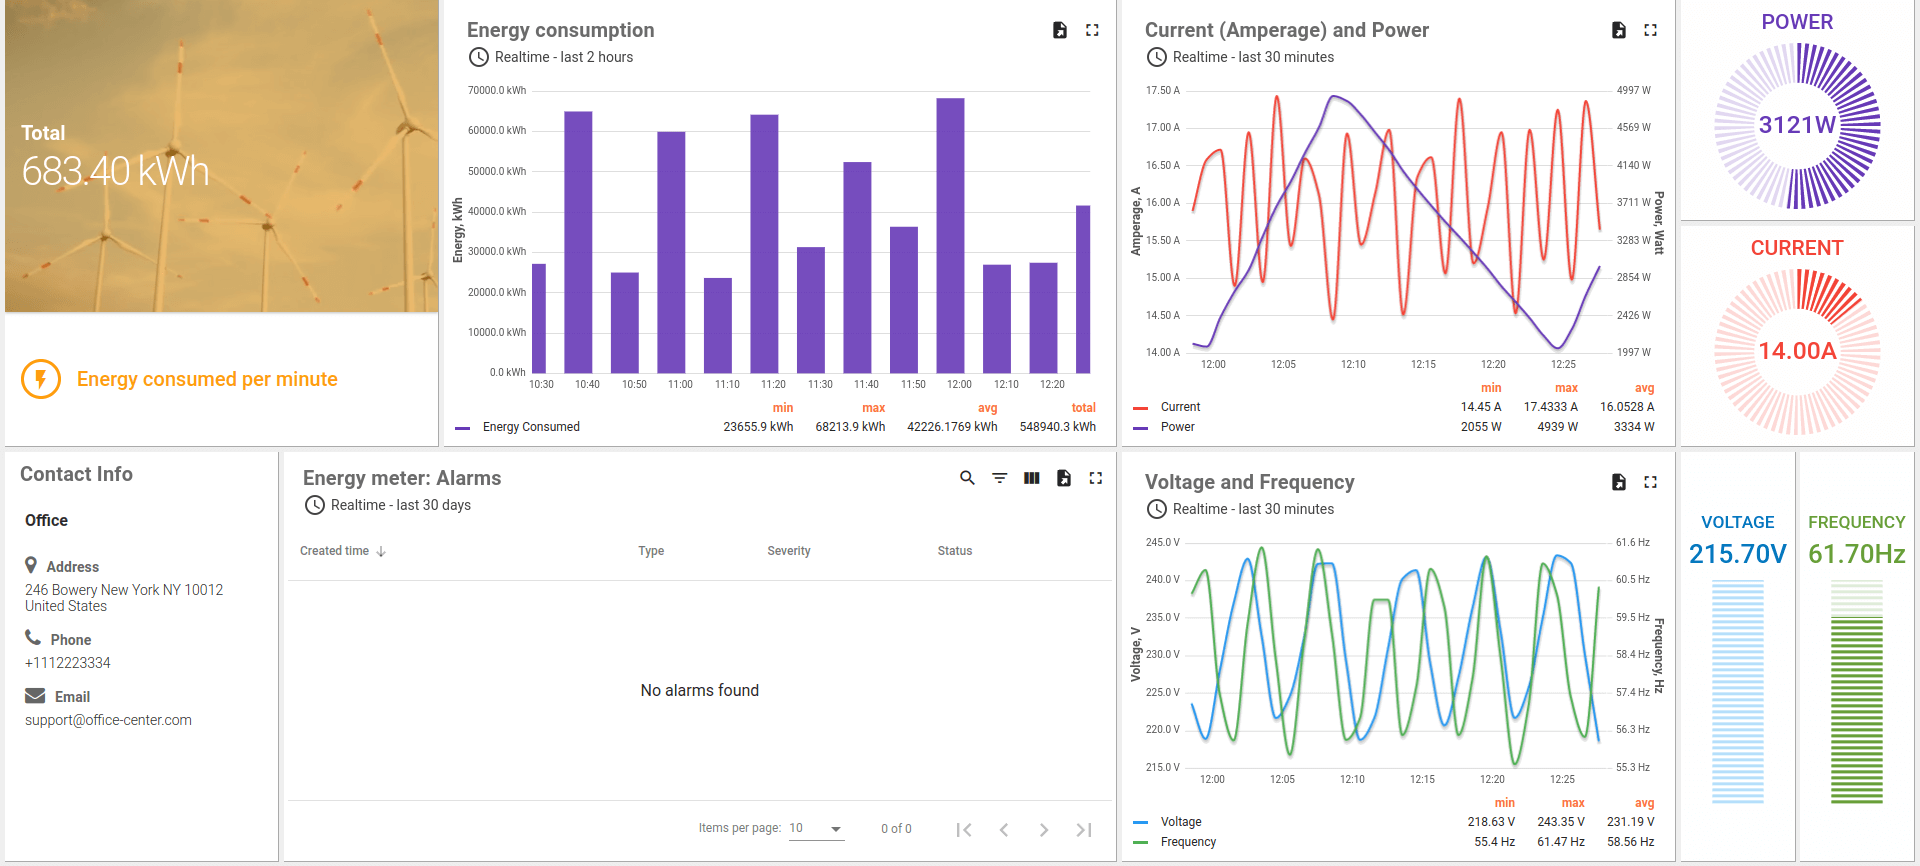 Total
683.40 kWh
Energy consumed per minute
Energy consumption
Realtime - last 2 hours
Energy, kWh
70000.0 kWh
60000.0 kWh
50000.0 kWh
40000.0 kWh
30000.0 kWh
20000.0 kWh
10000.0 kWh
0.0 kWh
10:30 10:40 10:50 11:00 11:10 11:20 11:30 11:40 11:50 12:00 12:10 12:20
min max avg total
Energy Consumed 23655.9 kWh 68213.9 kWh 42226.1769 kWh 548940.3 kWh
Current (Amperage) and Power
Realtime - last 30 minutes
Amperage, A
Power, Watt
17.50 A 4997 W
17.00 A 4569 W
16.50 A 4140 W
16.00 A 3711 W
15.50 A 3283 W
15.00 A 2854 W
14.50 A 2426 W
14.00 A 1997 W
12:00 12:05 12:10 12:15 12:20 12:25
min max avg
Current 14.45 A 17.4333 A 16.0528 A
Power 2055 W 4939 W 3334 W
POWER
3121W
CURRENT
14.00A
Contact Info
Office
Address
246 Bowery New York NY 10012
United States
Phone
+1112223334
Email
support@office-center.com
Energy meter: Alarms
Realtime - last 30 days
Created time Type Severity Status
No alarms found
Items per page: 10 0 of 0
Voltage and Frequency
Realtime - last 30 minutes
Voltage, V
Frequency, Hz
245.0 V 61.6 Hz
240.0 V 60.5 Hz
235.0 V 59.5 Hz
230.0 V 58.4 Hz
225.0 V 57.4 Hz
220.0 V 56.3 Hz
215.0 V 55.3 Hz
12:00 12:05 12:10 12:15 12:20 12:25
min max avg
Voltage 218.63 V 243.35 V 231.19 V
Frequency 55.4 Hz 61.47 Hz 58.56 Hz
VOLTAGE
215.70V
FREQUENCY
61.70Hz